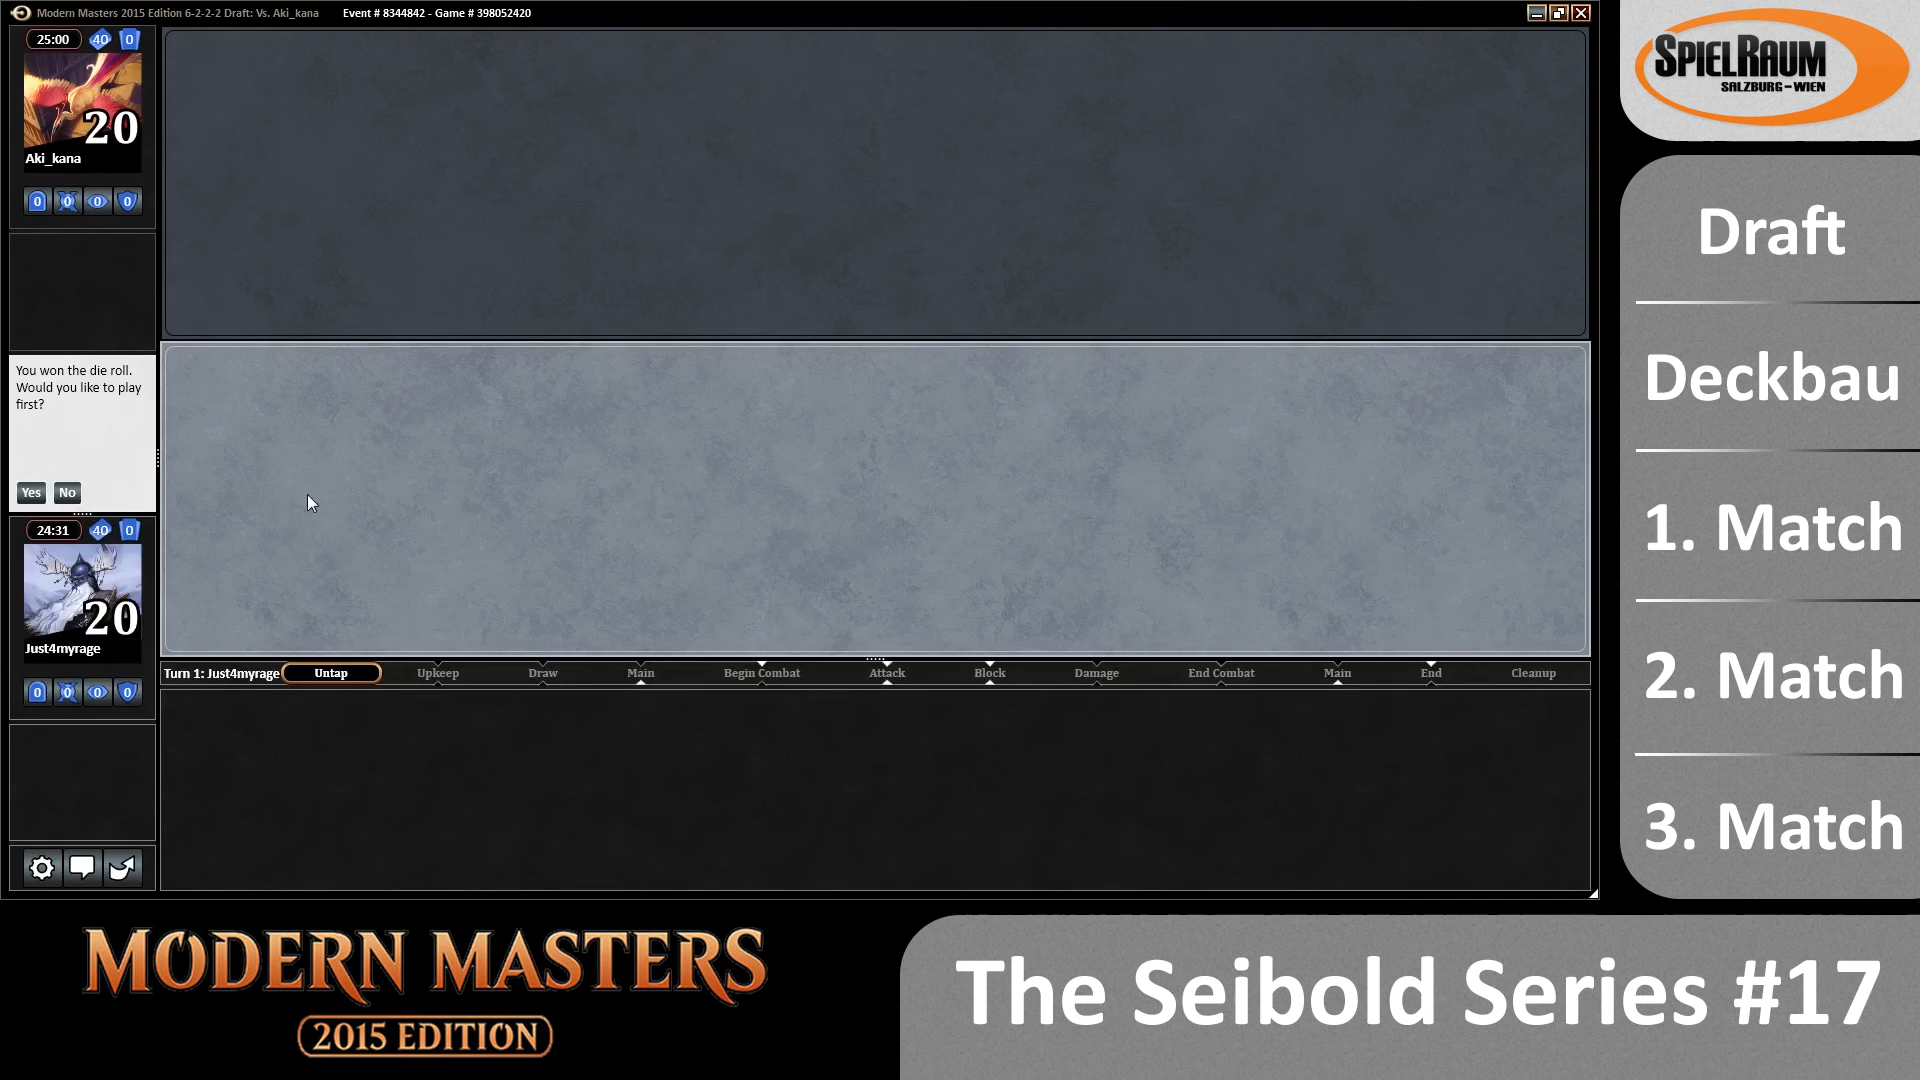 Modern Masters 2015 Edition 6-2-2-2 Draft: Vs. Aki_kana Event # 8344842 - Game # 398052420
25:00 40 0
20
Aki_kana
0 0 0 0
You won the die roll.
Would you like to play
first?
Yes No
24:31 40 0
20
Just4myrage
0 0 0 0
Turn 1: Just4myrage Untap Upkeep Draw Main Begin Combat Attack Block Damage End Combat Main End Cleanup
SPIELRAUM
SALZBURG-WIEN
Draft
Deckbau
1. Match
2. Match
3. Match
MODERN MASTERS
2015 EDITION
The Seibold Series #17